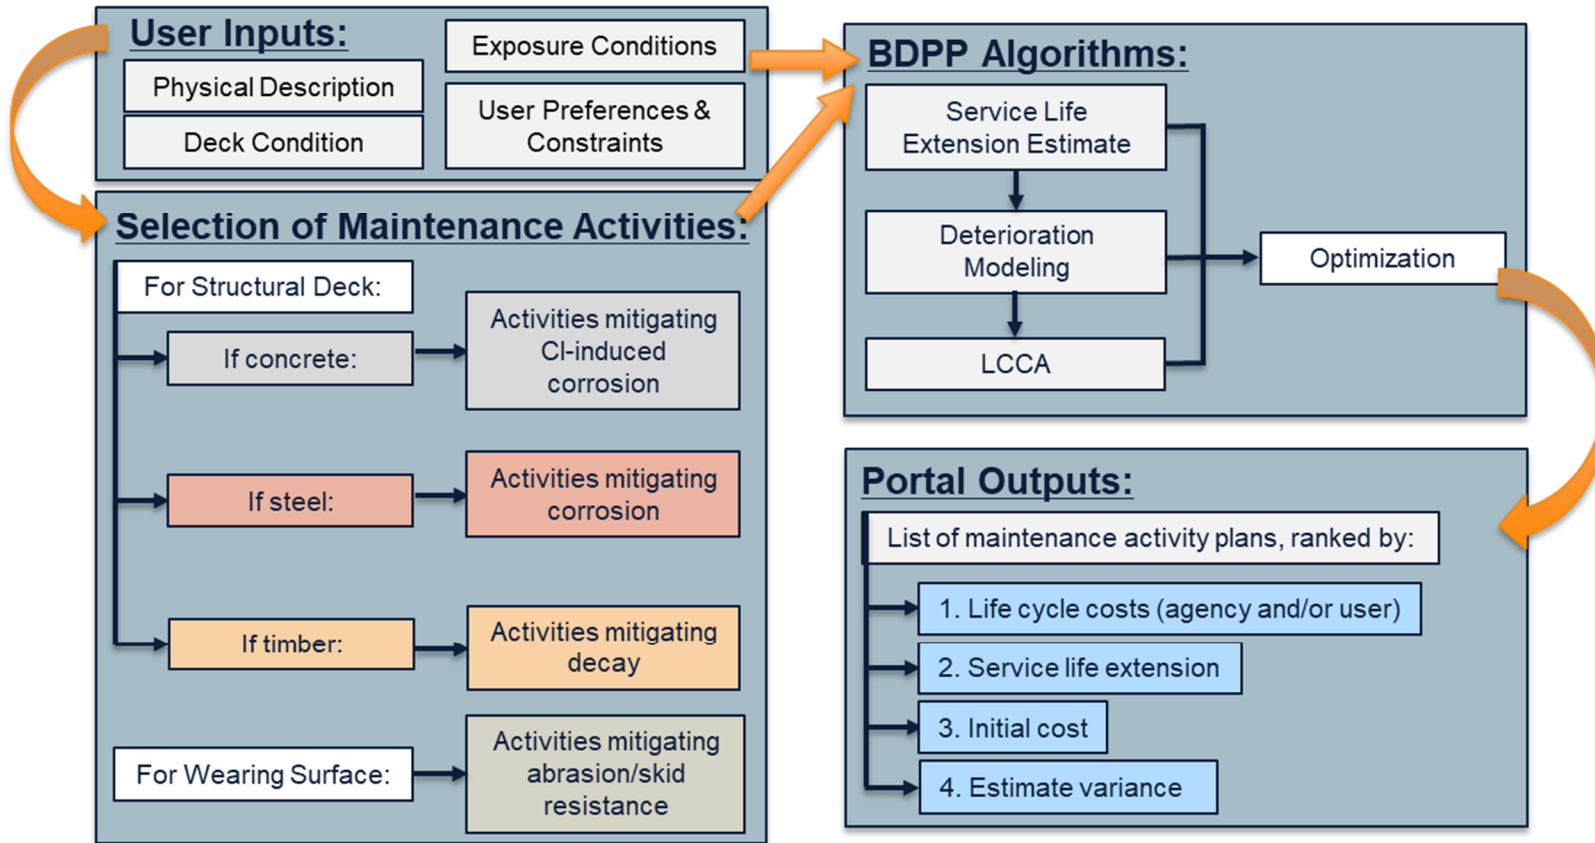 User Inputs:
Physical Description
Deck Condition
Exposure Conditions
User Preferences &
Constraints
Selection of Maintenance Activities:
For Structural Deck:
If concrete:
Activities mitigating
Cl-induced
corrosion
If steel:
Activities mitigating
corrosion
If timber:
Activities mitigating
decay
For Wearing Surface:
Activities mitigating
abrasion/skid
resistance
BDPP Algorithms:
Service Life
Extension Estimate
Deterioration
Modeling
LCCA
Optimization
Portal Outputs:
List of maintenance activity plans, ranked by:
1. Life cycle costs (agency and/or user)
2. Service life extension
3. Initial cost
4. Estimate variance